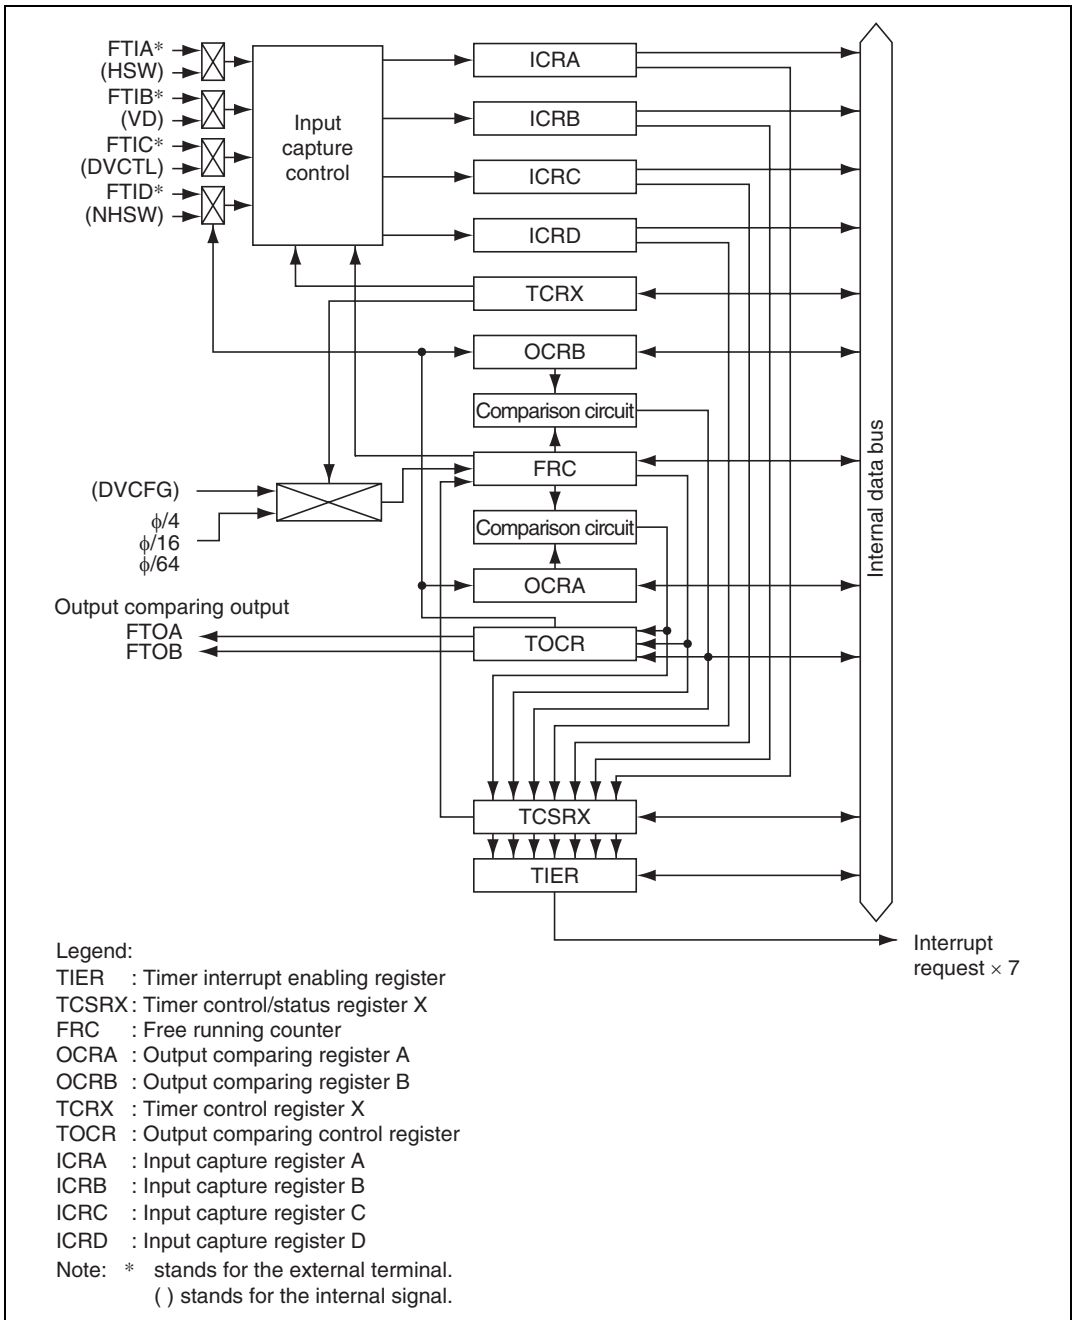 FTIA*
(HSW)
FTIB*
(VD)
FTIC*
(DVCTL)
FTID*
(NHSW)
Input
capture
control
ICRA
ICRB
ICRC
ICRD
TCRX
OCRB
Comparison circuit
FRC
Comparison circuit
OCRA
TOCR
(DVCFG)
ϕ/4
ϕ/16
ϕ/64
Output comparing output
FTOA
FTOB
TCSRX
TIER
Internal data bus
Interrupt
request × 7
Legend:
TIER : Timer interrupt enabling register
TCSRX : Timer control/status register X
FRC : Free running counter
OCRA : Output comparing register A
OCRB : Output comparing register B
TCRX : Timer control register X
TOCR : Output comparing control register
ICRA : Input capture register A
ICRB : Input capture register B
ICRC : Input capture register C
ICRD : Input capture register D
Note: * stands for the external terminal.
( ) stands for the internal signal.